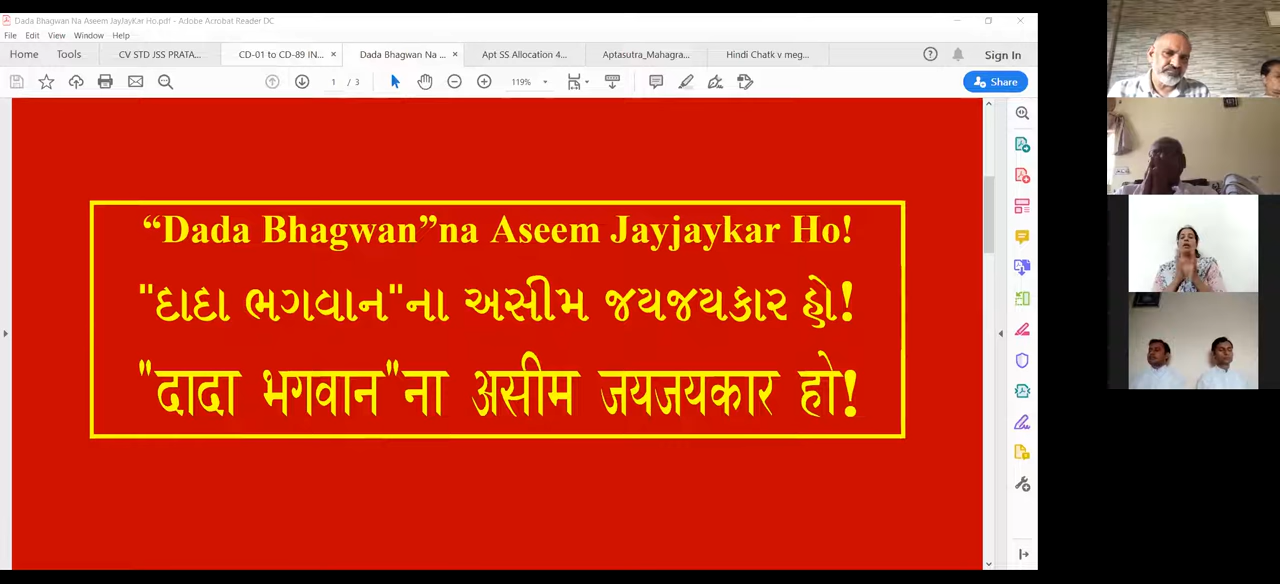 Dada Bhagwan Na Aseem JayJayKar Ho.pdf - Adobe Acrobat Reader DC
File Edit View Window Help
Home Tools CV STD JSS PRATA... CD-01 to CD-89 IN... × Dada Bhagwan Na ... × Apt SS Allocation 4... Aptasutra_Mahagra... Hindi Chatk v meg... Sign In
1 / 3 119% Share
“Dada Bhagwan”na Aseem Jayjaykar Ho!
"દાદા ભગવાન"ના અસીમ જયજયકાર હો!
"दादा भगवान"ना असीम जयजयकार हो!